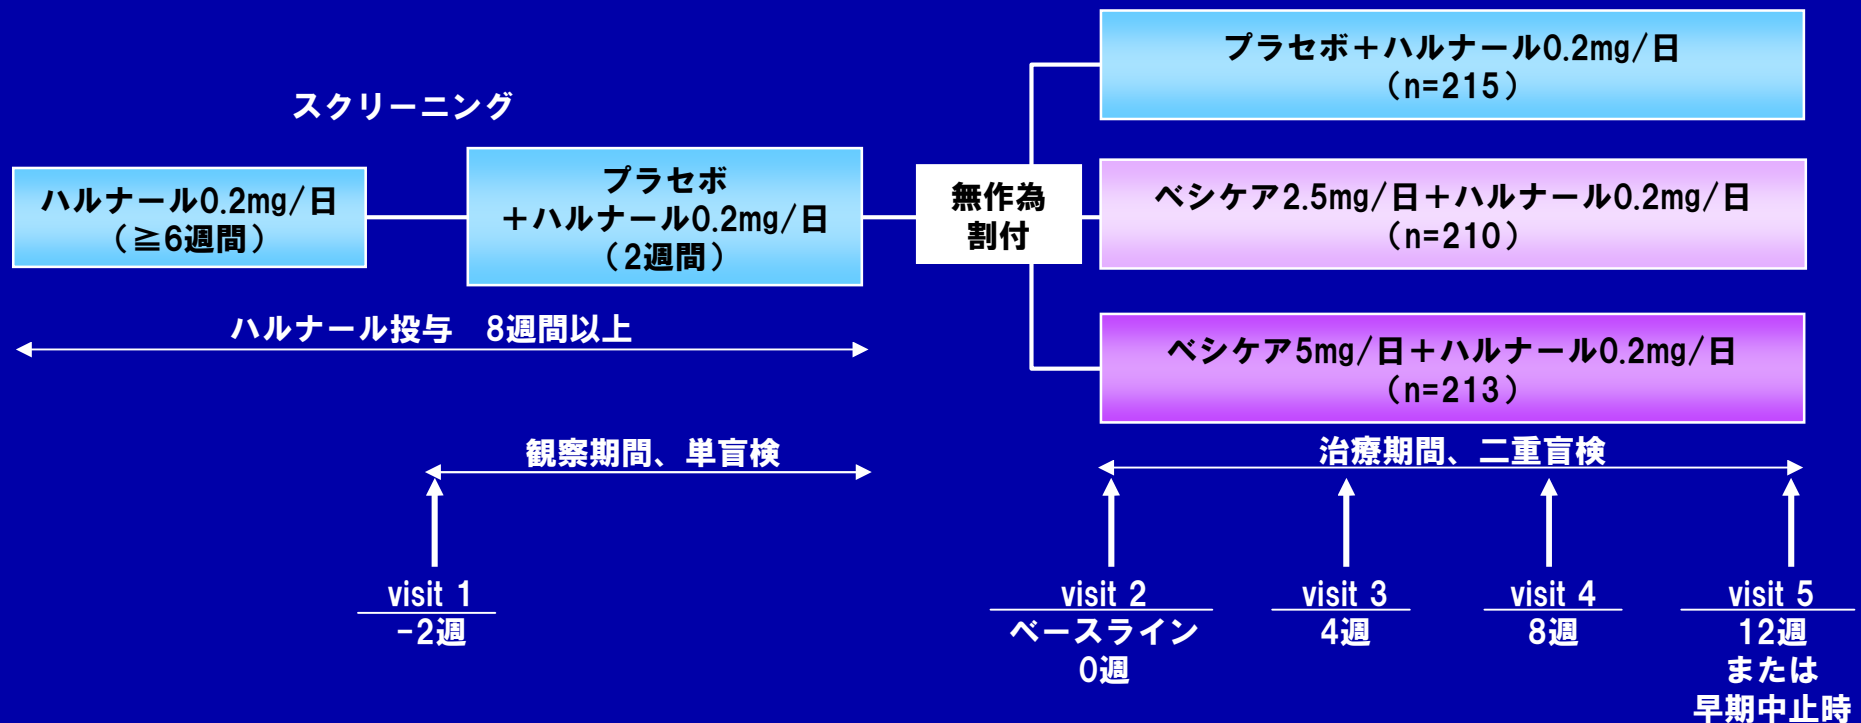 スクリーニング
ハルナール0.2mg/日
（≧6週間）
プラセボ
＋ハルナール0.2mg/日
（2週間）
無作為
割付
プラセボ＋ハルナール0.2mg/日
（n=215）
ベシケア2.5mg/日＋ハルナール0.2mg/日
（n=210）
ベシケア5mg/日＋ハルナール0.2mg/日
（n=213）
ハルナール投与　8週間以上
観察期間、単盲検
治療期間、二重盲検
visit 1
-2週
visit 2
ベースライン
0週
visit 3
4週
visit 4
8週
visit 5
12週
または
早期中止時